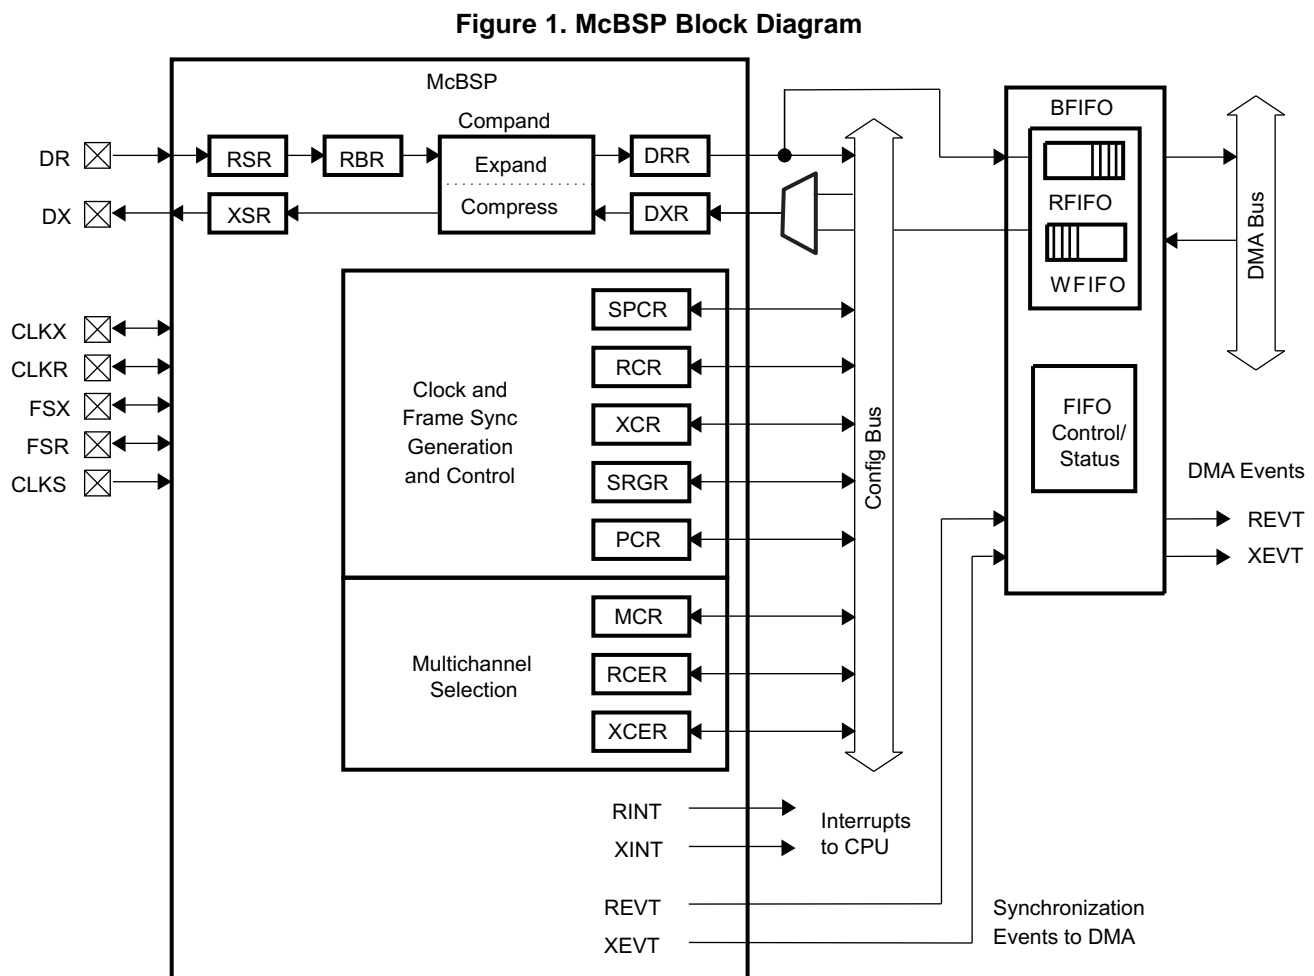 Figure 1. McBSP Block Diagram
McBSP
Compand
DR
RSR
RBR
Expand
DRR
DX
XSR
Compress
DXR
BFIFO
RFIFO
WFIFO
DMA Bus
CLKX
CLKR
FSX
FSR
CLKS
Clock and
Frame Sync
Generation
and Control
SPCR
RCR
XCR
SRGR
PCR
Config Bus
FIFO
Control/
Status
DMA Events
REVT
XEVT
Multichannel
Selection
MCR
RCER
XCER
RINT
XINT
Interrupts
to CPU
REVT
XEVT
Synchronization
Events to DMA